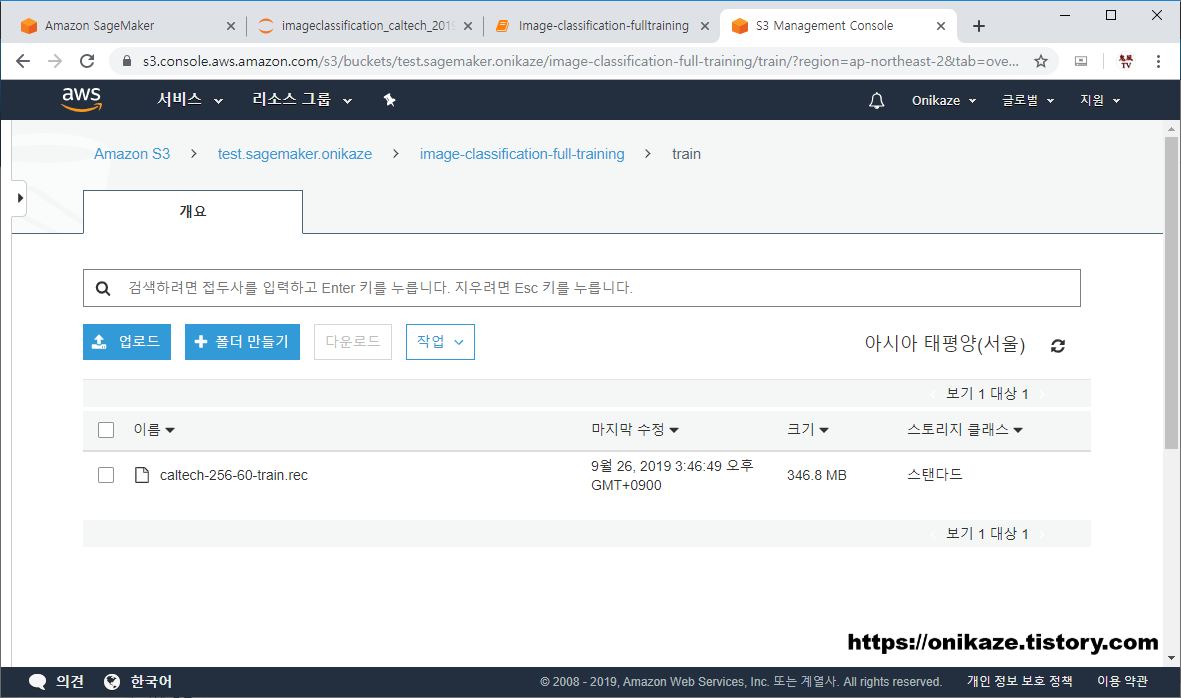 Amazon SageMaker
imageclassification_caltech_2019
Image-classification-fulltraining
S3 Management Console
s3.console.aws.amazon.com/s3/buckets/test.sagemaker.onikaze/image-classification-full-training/train/?region=ap-northeast-2&tab=ove...
aws 서비스 리소스 그룹 Onikaze 글로벌 지원
Amazon S3 > test.sagemaker.onikaze > image-classification-full-training > train
개요
검색하려면 접두사를 입력하고 Enter 키를 누릅니다. 지우려면 Esc 키를 누릅니다.
업로드 + 폴더 만들기 다운로드 작업 아시아 태평양(서울)
보기 1 대상 1
이름 마지막 수정 크기 스토리지 클래스
caltech-256-60-train.rec 9월 26, 2019 3:46:49 오후 GMT+0900 346.8 MB 스탠다드
보기 1 대상 1
https://onikaze.tistory.com
의견 한국어 © 2008 - 2019, Amazon Web Services, Inc. 또는 계열사. All rights reserved. 개인 정보 보호 정책 이용 약관